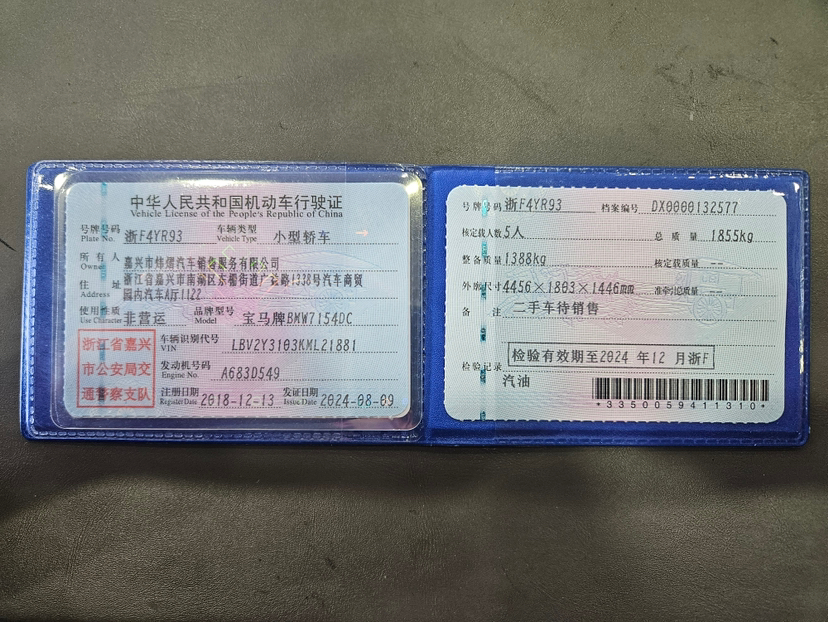 中华人民共和国机动车行驶证
Vehicle License of the People's Republic of China
号牌号码 浙F4YR93 车辆类型 小型轿车
Plate No. Vehicle Type
所有人 嘉兴市炜熠汽车销售服务有限公司
Owner
住址 浙江省嘉兴市南湖区东栅街道广益路1338号汽车商贸
Address 园内汽车A厅1122
使用性质 非营运 品牌型号 宝马牌BMW7154DC
Use Character Model
浙江省嘉兴
市公安局交
通警察支队
车辆识别代号 LBV2Y3103KML21881
VIN
发动机号码 A683D549
Engine No.
注册日期 2018-12-13 发证日期 2024-08-09
Register Date Issue Date
号牌号码 浙F4YR93 档案编号 DX0000132577
核定载人数 5人 总质量 1855kg
整备质量 1388kg 核定载质量 --
外廓尺寸 4456×1803×1446mm 准牵引总质量 --
备注 二手车待销售
检验记录 检验有效期至2024 年12 月浙F
汽油
*3350059411310*